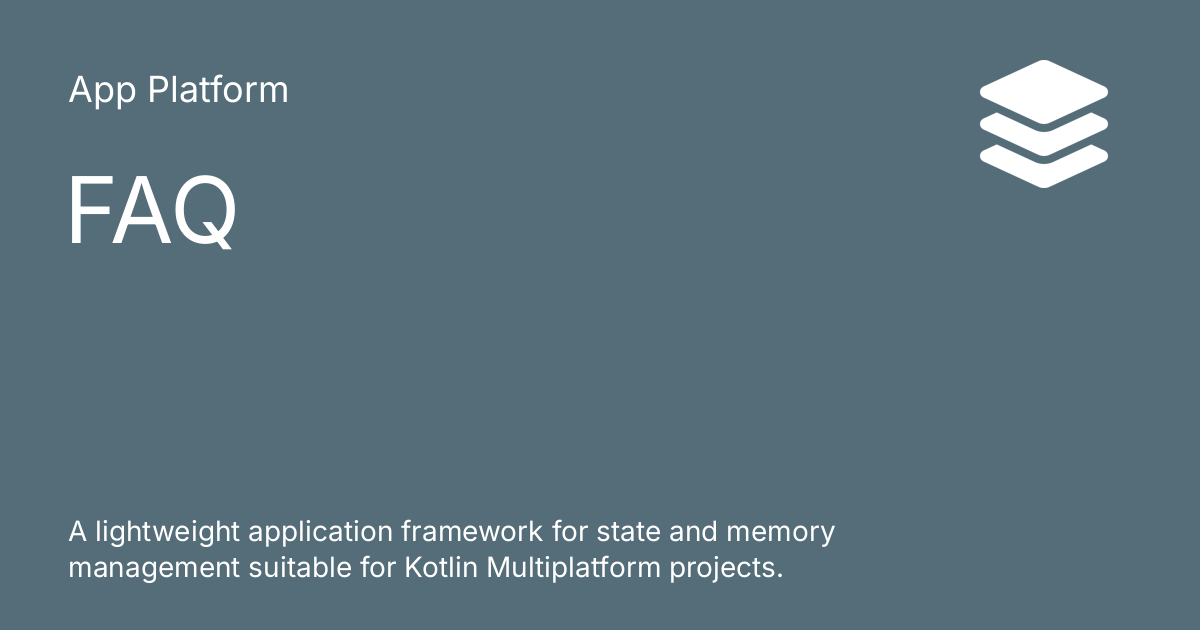 App Platform
FAQ
A lightweight application framework for state and memory
management suitable for Kotlin Multiplatform projects.